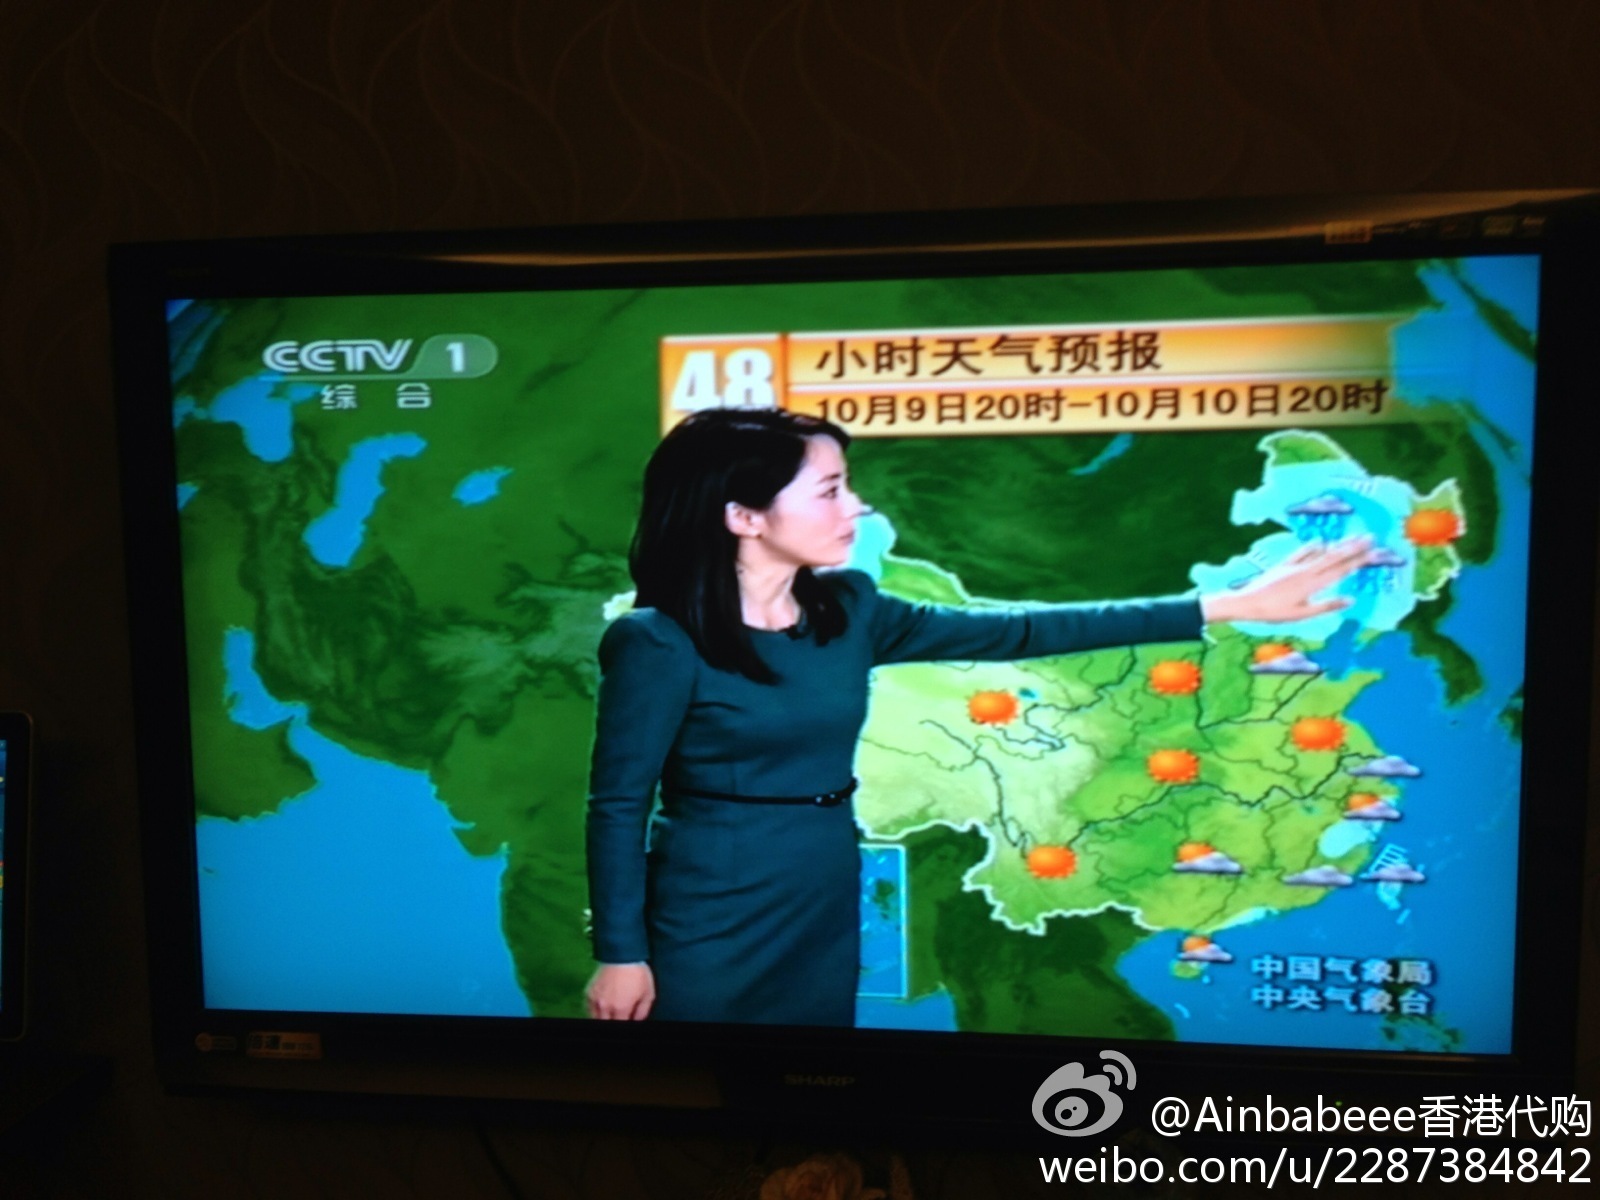 CCTV 1
综合
48 小时天气预报
10月9日20时-10月10日20时
中国气象局
中央气象台
SHARP
@Ainbabeee香港代购
weibo.com/u/2287384842